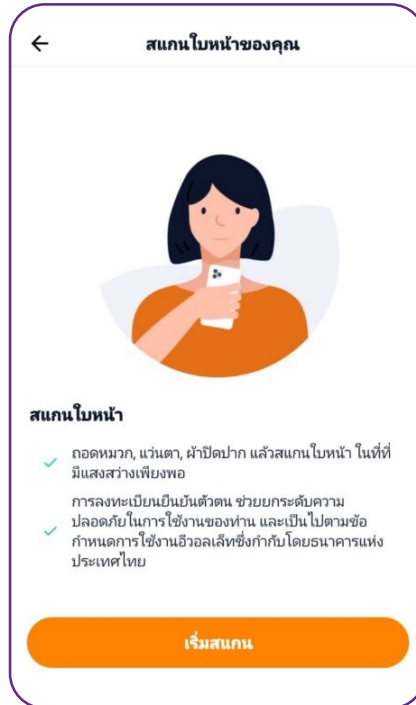 สแกนใบหน้าของคุณ
สแกนใบหน้า
ถอดหมวก, แว่นตา, ผ้าปิดปาก แล้วสแกนใบหน้า ในที่ที่
มีแสงสว่างเพียงพอ
การลงทะเบียนยืนยันตัวตน ช่วยยกระดับความ
ปลอดภัยในการใช้งานของท่าน และเป็นไปตามข้อ
กำหนดการใช้งานอีวอลเล็ทซึ่งกำกับโดยธนาคารแห่ง
ประเทศไทย
เริ่มสแกน